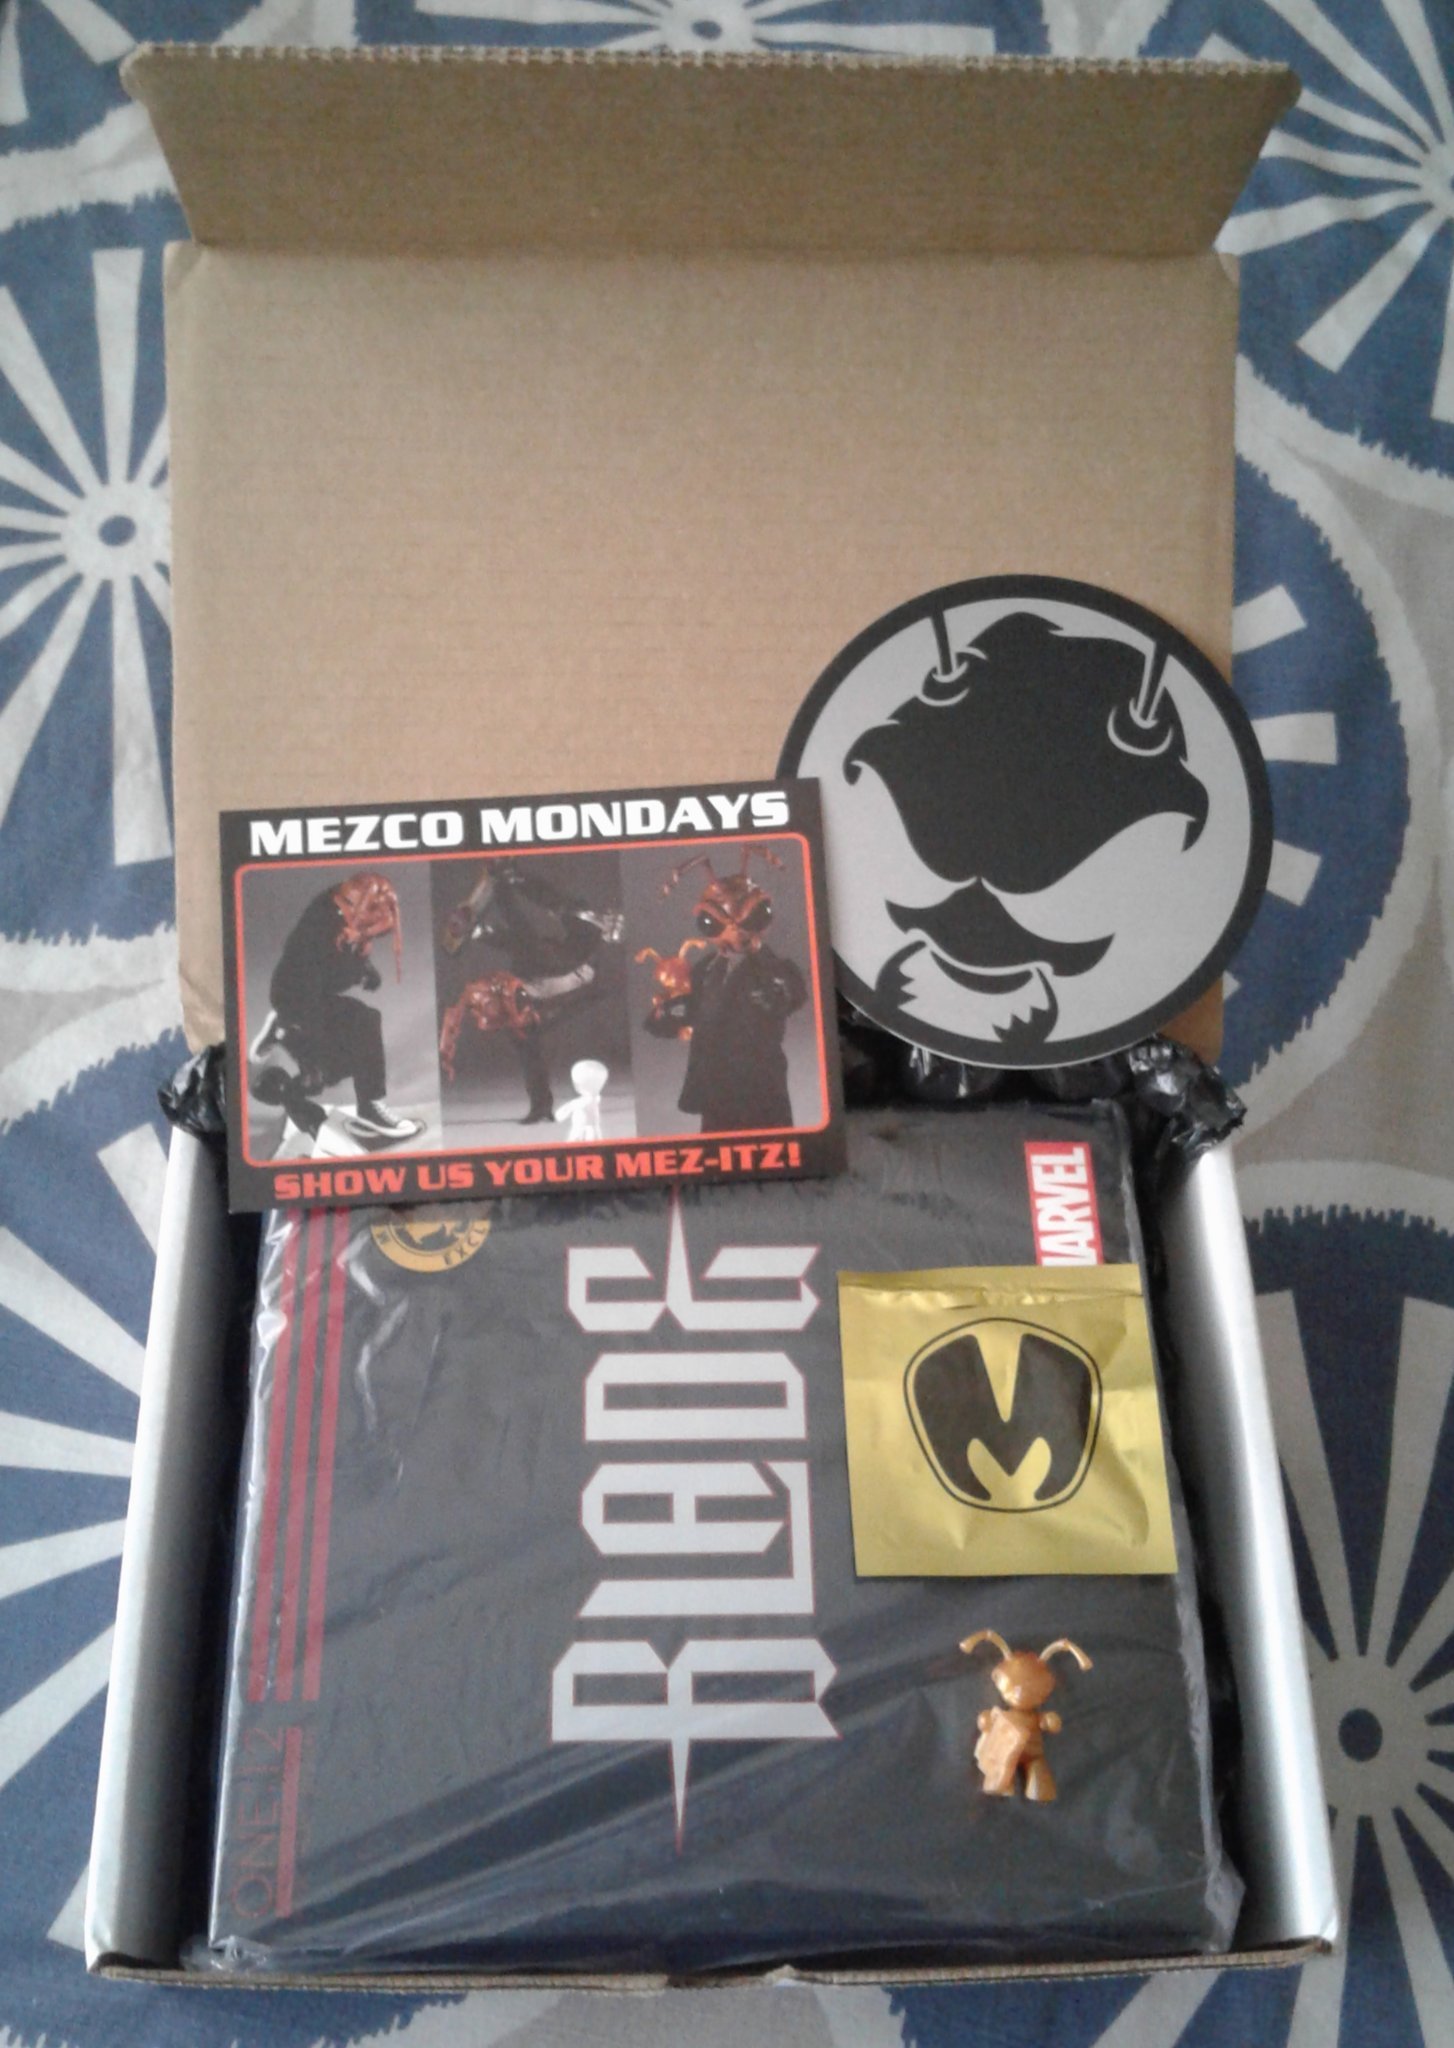 MEZCO MONDAYS
SHOW US YOUR MEZ-ITZ!
MARVEL
BLADE
ONE:12
M